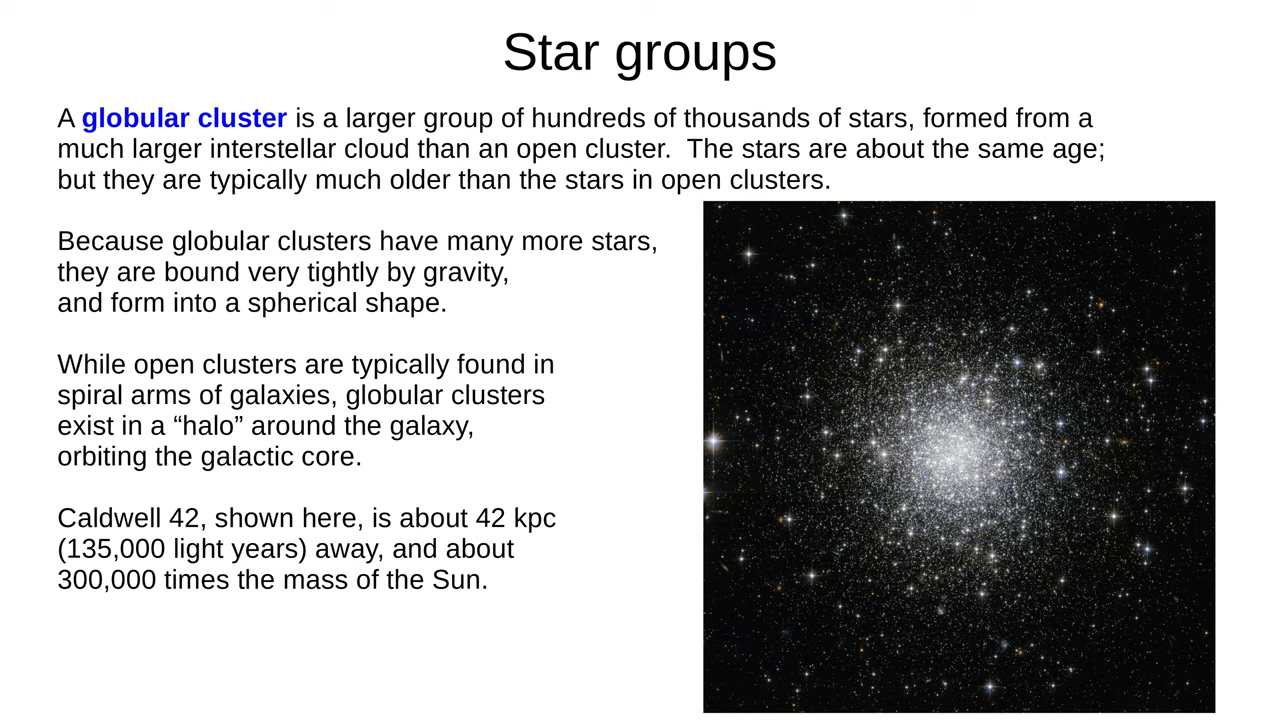 Star groups
A globular cluster is a larger group of hundreds of thousands of stars, formed from a
much larger interstellar cloud than an open cluster.  The stars are about the same age;
but they are typically much older than the stars in open clusters.
Because globular clusters have many more stars,
they are bound very tightly by gravity,
and form into a spherical shape.
While open clusters are typically found in
spiral arms of galaxies, globular clusters
exist in a “halo” around the galaxy,
orbiting the galactic core.
Caldwell 42, shown here, is about 42 kpc
(135,000 light years) away, and about
300,000 times the mass of the Sun.